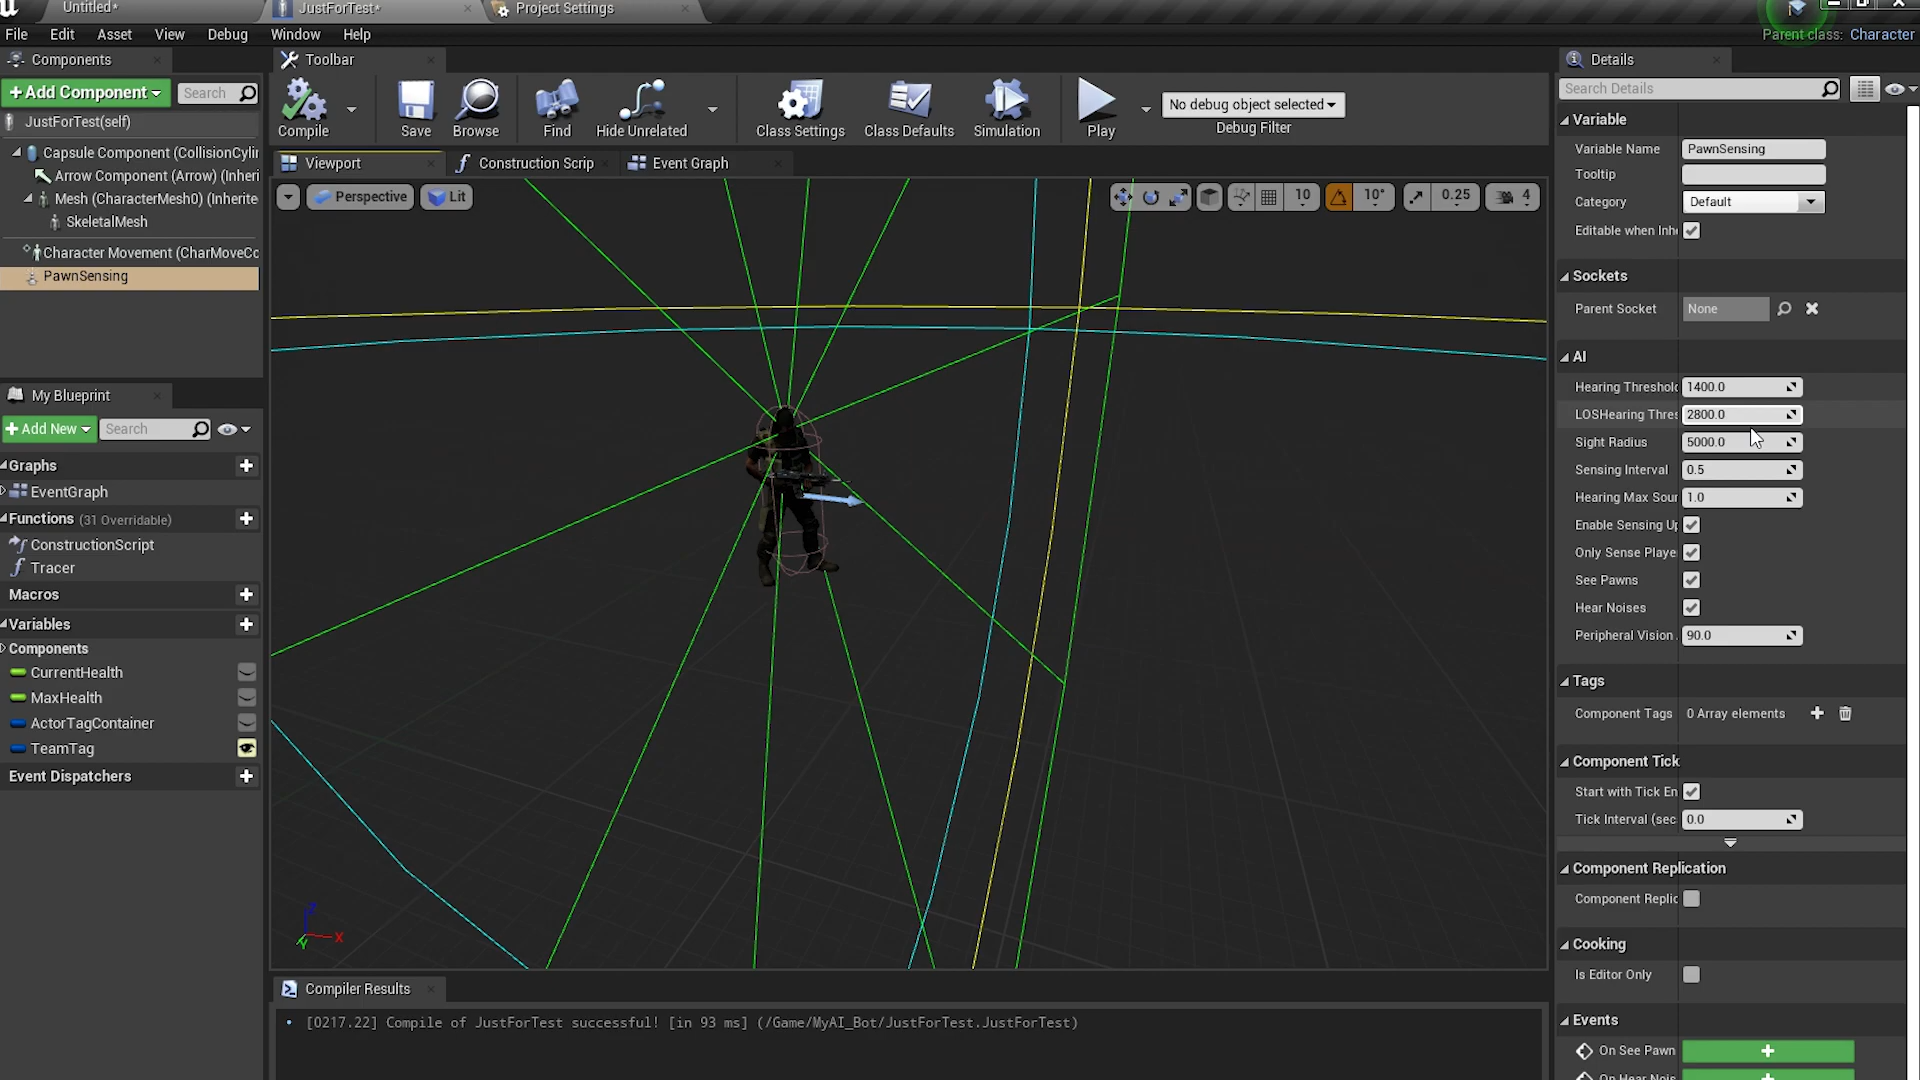 Untitled*
JustForTest*
Project Settings
File Edit Asset View Debug Window Help
Parent class: Character
Components
Toolbar
Details
+Add Component
Search
Compile
Save
Browse
Find
Hide Unrelated
Class Settings
Class Defaults
Simulation
Play
No debug object selected
Debug Filter
Search Details
JustForTest(self)
Capsule Component (CollisionCylin
Arrow Component (Arrow) (Inheri
Mesh (CharacterMesh0) (Inherite
SkeletalMesh
Character Movement (CharMoveCo
PawnSensing
Viewport
Construction Scrip
Event Graph
Perspective
Lit
10
10°
0.25
4
Variable
Variable Name PawnSensing
Tooltip
Category Default
Editable when Inh
Sockets
Parent Socket None
AI
Hearing Threshol 1400.0
LOSHearing Thres 2800.0
Sight Radius 5000.0
Sensing Interval 0.5
Hearing Max Soun 1.0
Enable Sensing Up
Only Sense Playe
See Pawns
Hear Noises
Peripheral Vision 90.0
Tags
Component Tags 0 Array elements
Component Tick
Start with Tick En
Tick Interval (sec 0.0
Component Replication
Component Replic
Cooking
Is Editor Only
Events
On See Pawn
On Hear Nois
My Blueprint
+Add New
Search
Graphs
EventGraph
Functions (31 Overridable)
ConstructionScript
Tracer
Macros
Variables
Components
CurrentHealth
MaxHealth
ActorTagContainer
TeamTag
Event Dispatchers
Z
X
Y
Compiler Results
[0217.22] Compile of JustForTest successful! [in 93 ms] (/Game/MyAI_Bot/JustForTest.JustForTest)